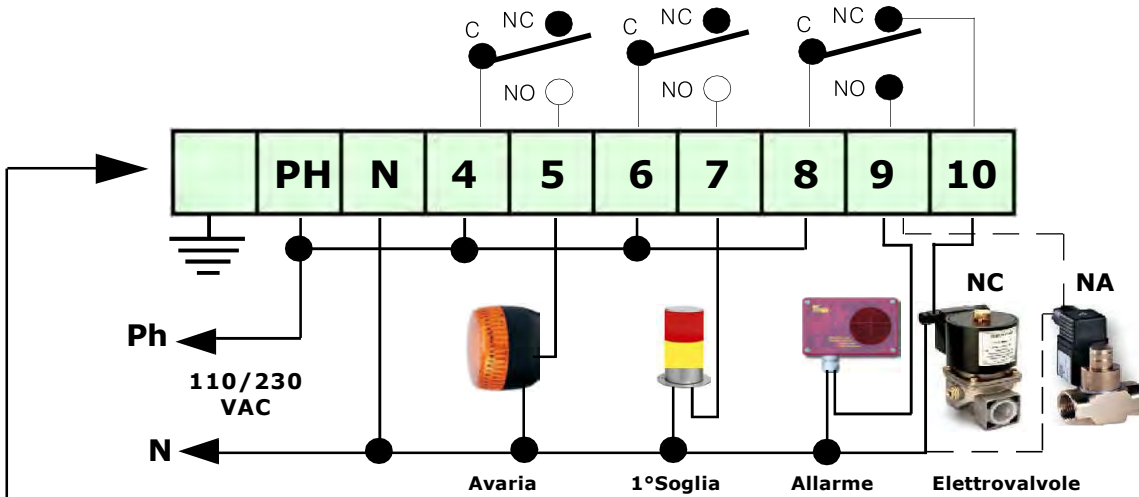 C NC C NC C NC
NO NO NO
PH N 4 5 6 7 8 9 10
NC NA
Ph
110/230
VAC
N
Avaria 1°Soglia Allarme Elettrovalvole